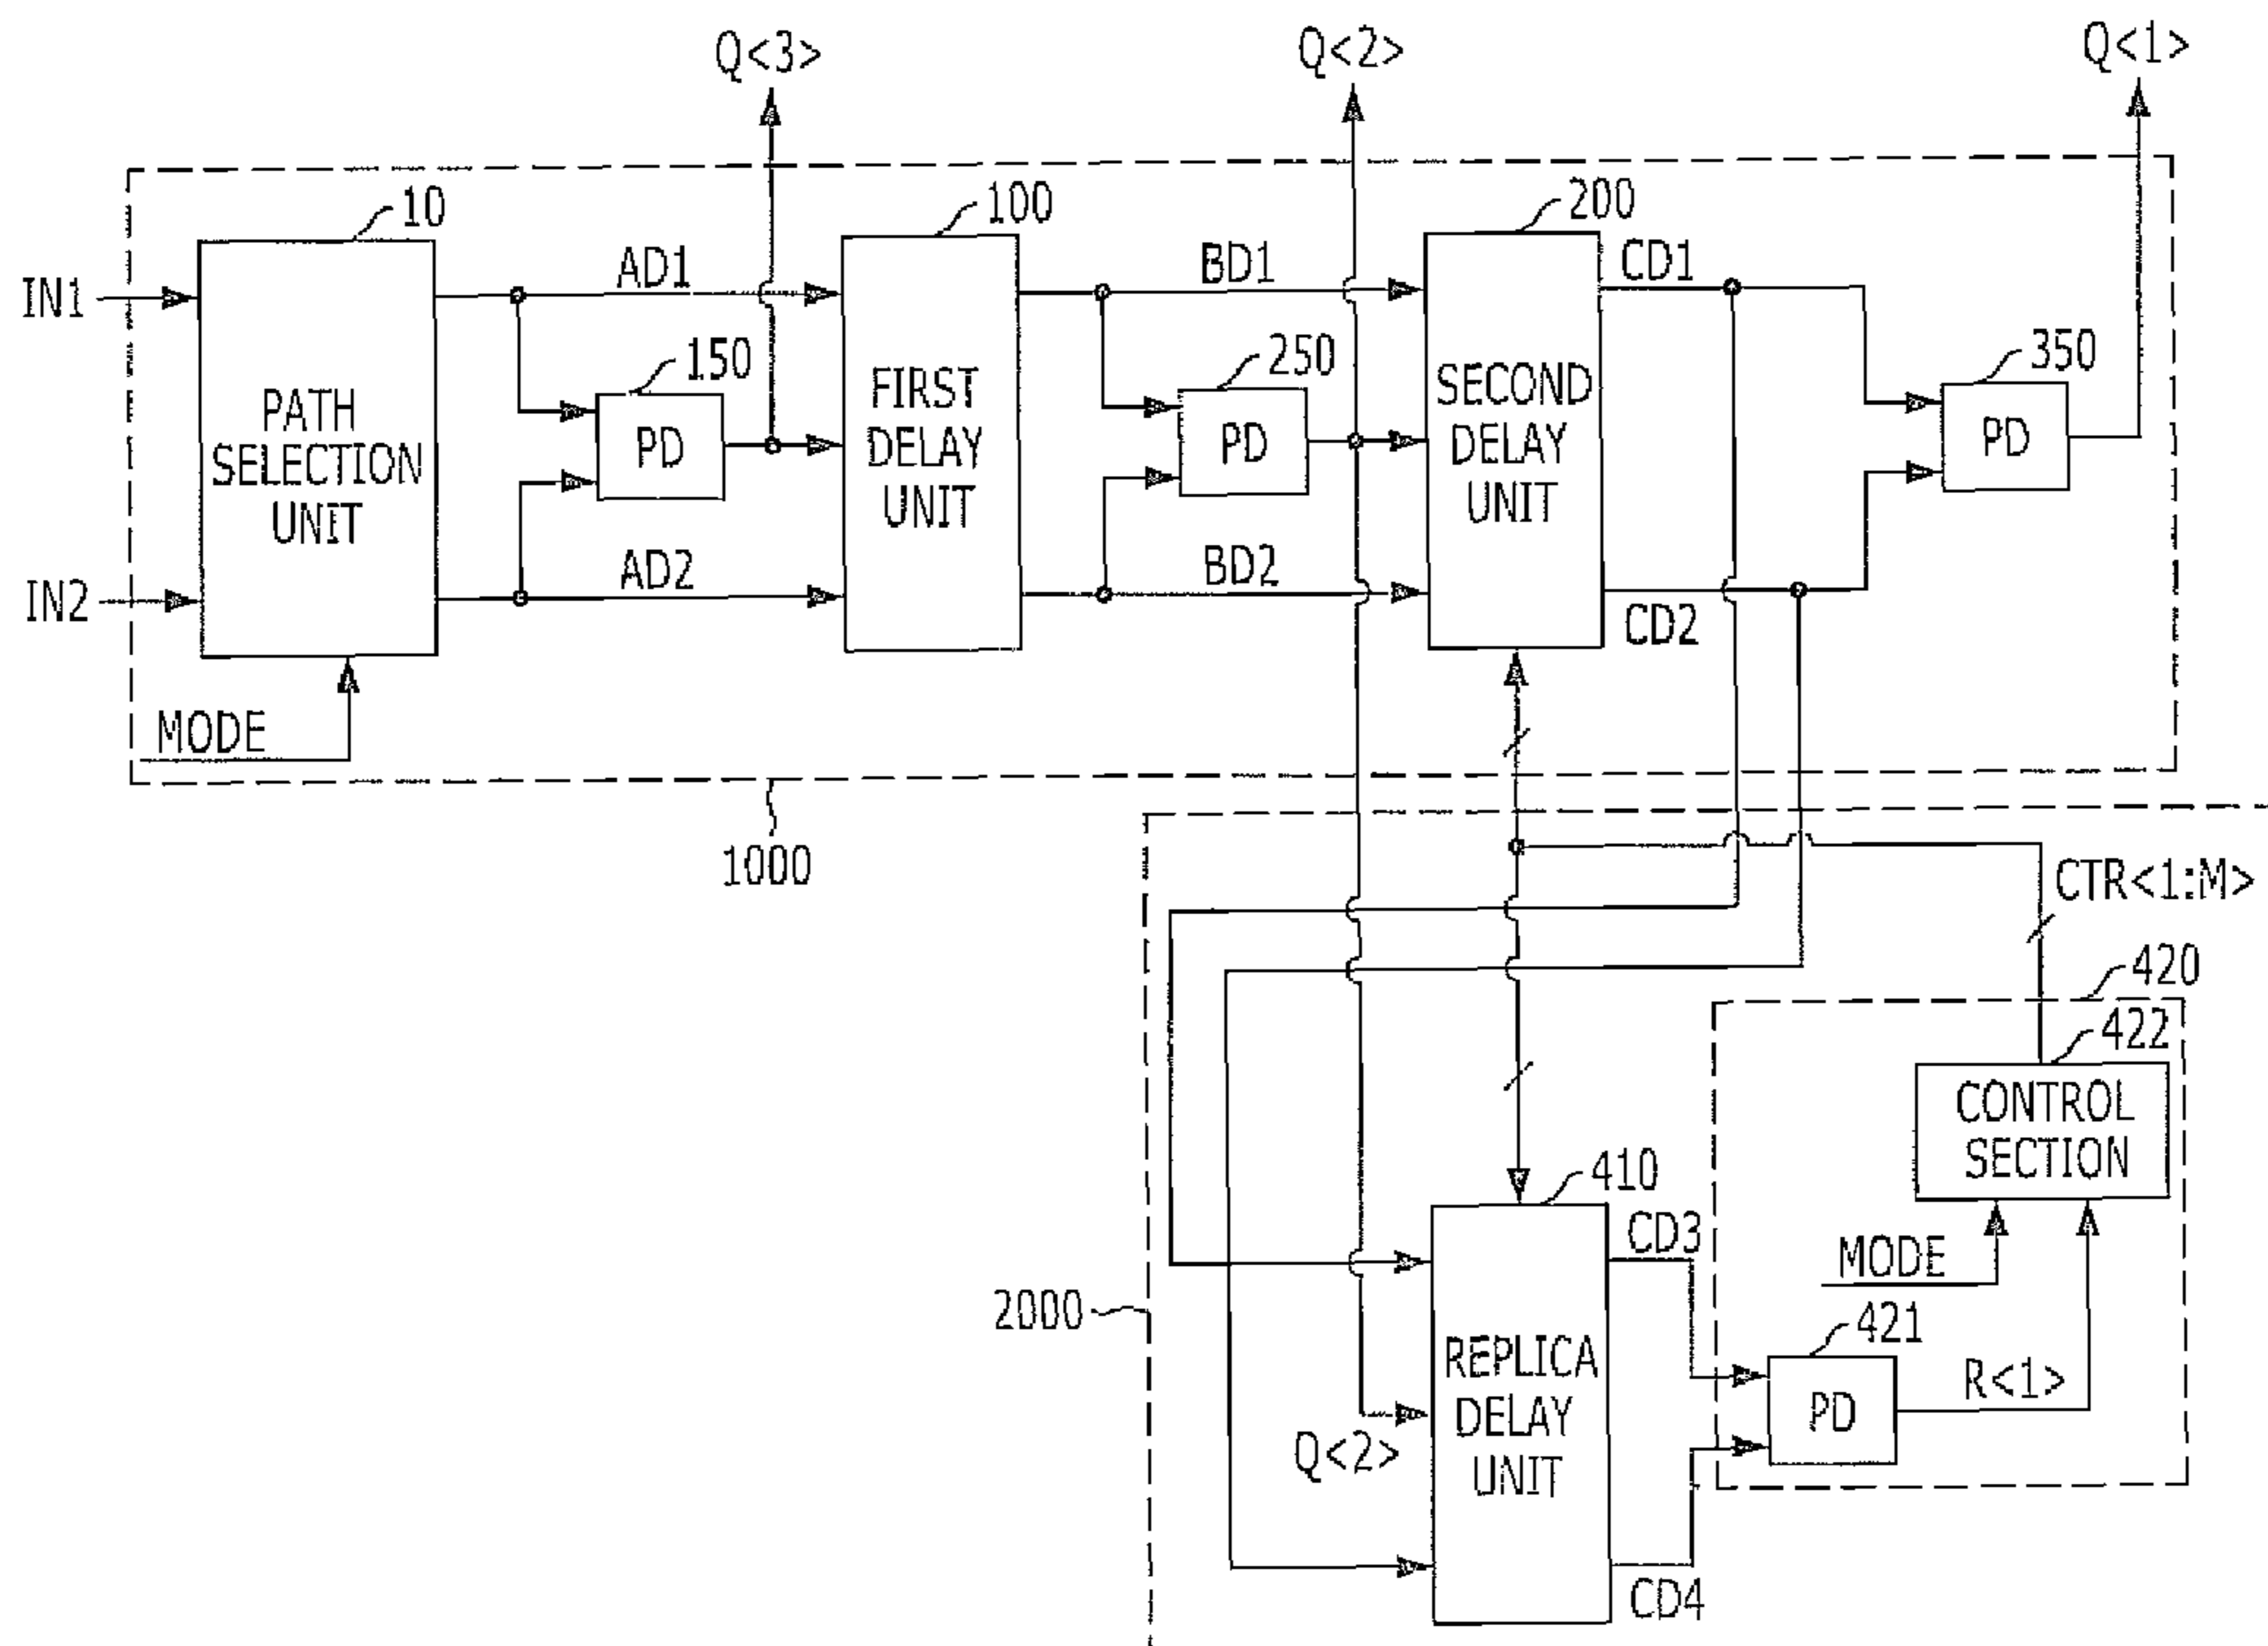 Q<3>
Q<2>
Q<1>
10
100
200
IN1
AD1
BD1
CD1
150
250
350
PATH
SELECTION
UNIT
PD
FIRST
DELAY
UNIT
PD
SECOND
DELAY
UNIT
PD
IN2
AD2
BD2
CD2
MODE
1000
CTR<1:M>
420
422
CONTROL
SECTION
MODE
410
CD3
2000
421
REPLICA
DELAY
UNIT
PD
R<1>
Q<2>
CD4